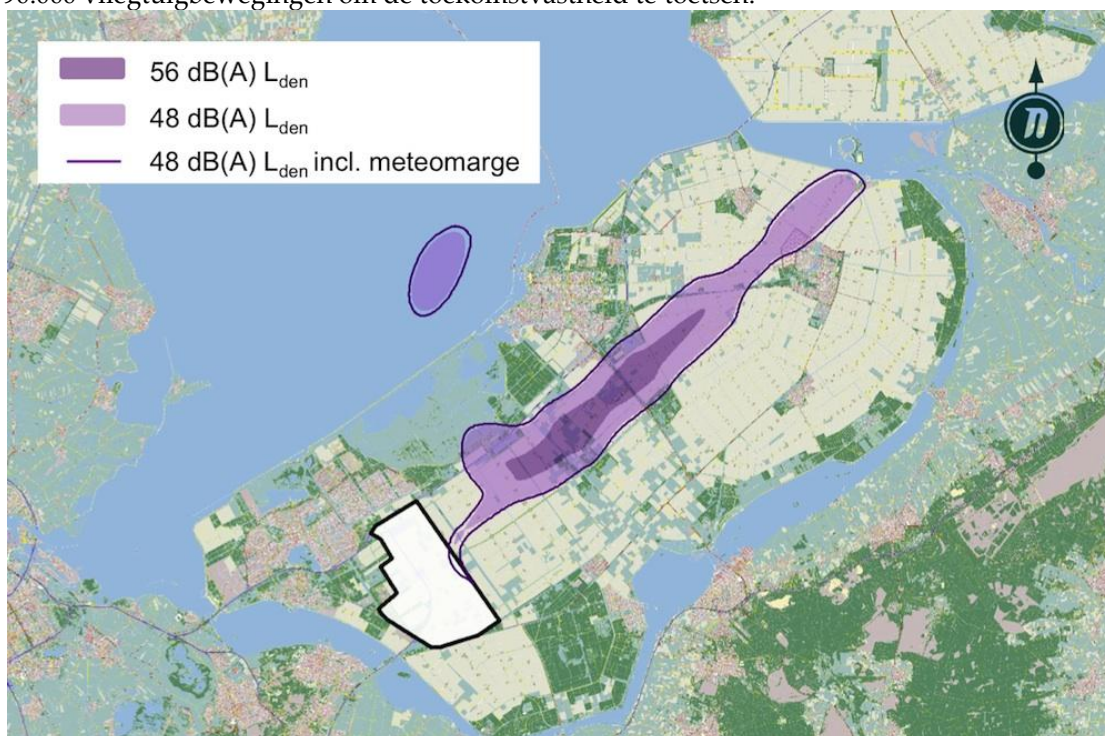 90.000 vliegtuigbewegingen om de toekomstvastheid te toetsen.
56 dB(A) Lden
48 dB(A) Lden
48 dB(A) Lden incl. meteomarge
N